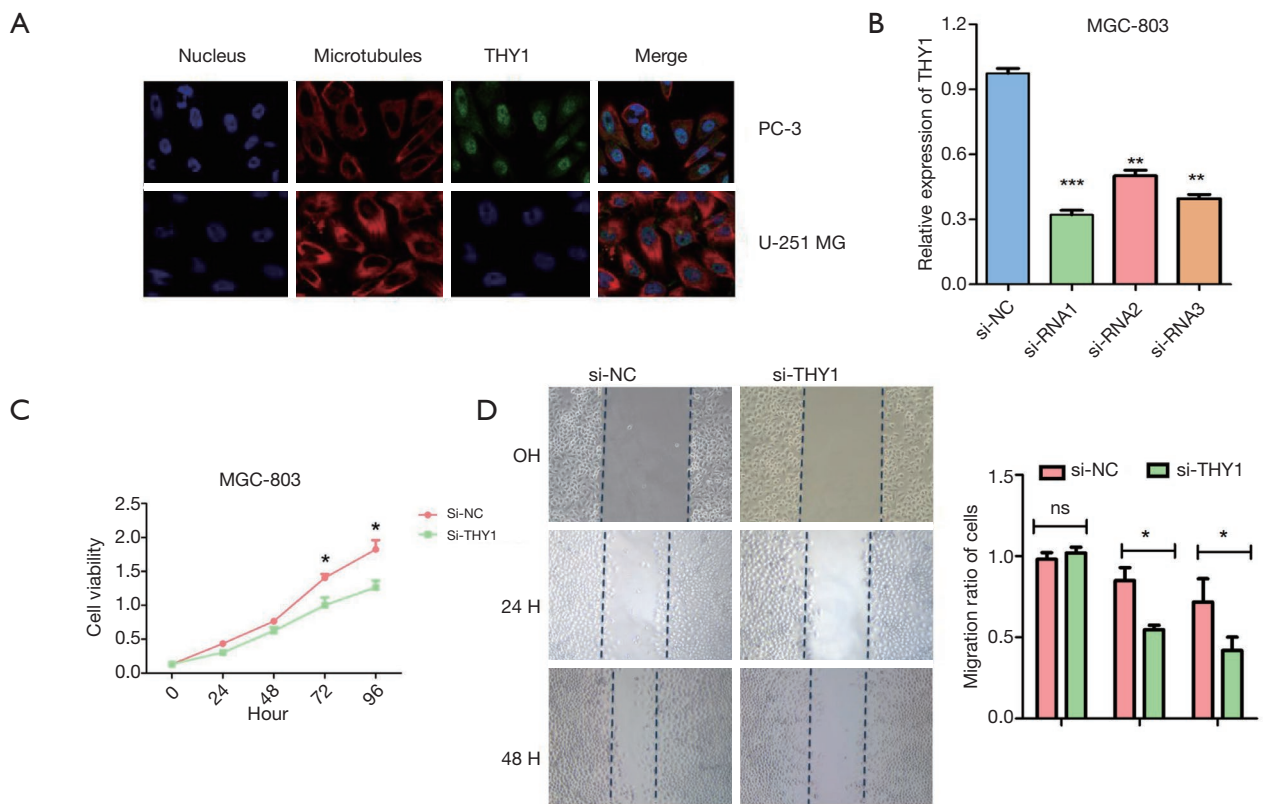 A
Nucleus Microtubules THY1 Merge
PC-3
U-251 MG
B
MGC-803
Relative expression of THY1
1.2
0.9
0.6
0.3
0.0
***
**
**
si-NC
si-RNA1
si-RNA2
si-RNA3
C
MGC-803
Cell viability
2.5
2.0
1.5
1.0
0.5
0.0
*
*
Si-NC
Si-THY1
0 24 48 72 96
Hour
D
si-NC si-THY1
OH
24 H
48 H
si-NC si-THY1
Migration ratio of cells
1.0
0.5
0.0
ns
*
*